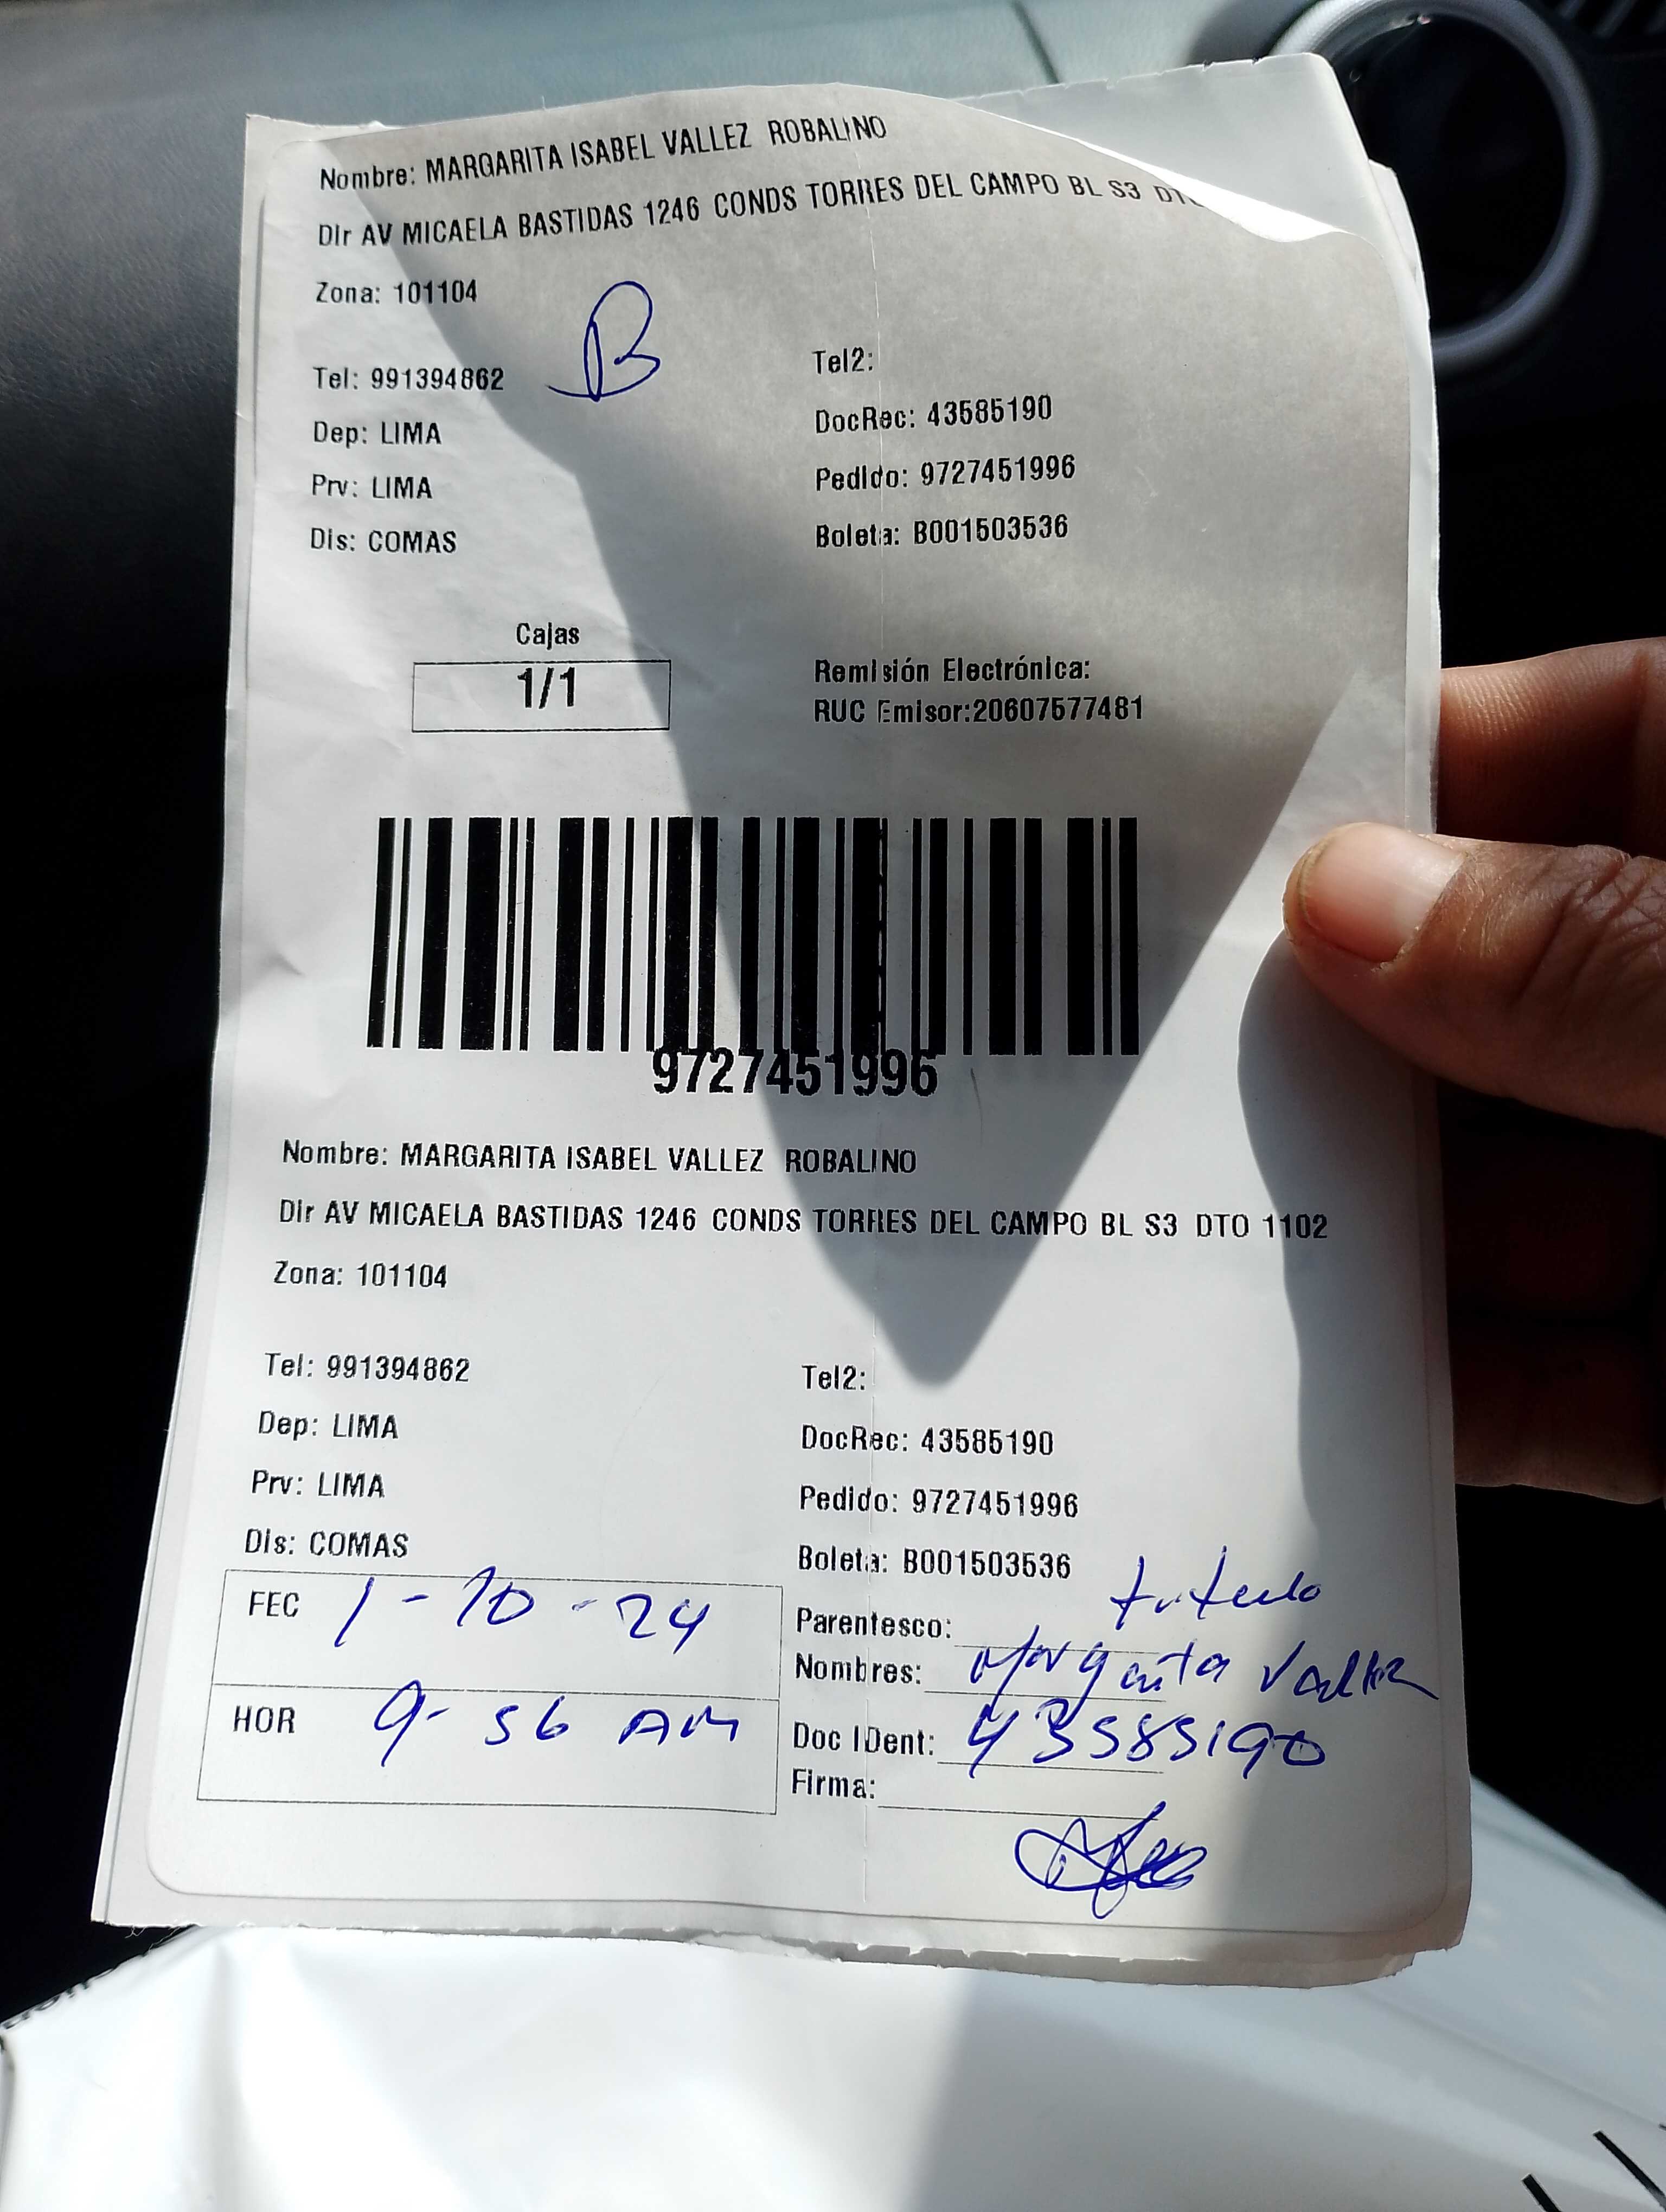 Nombre: MARGARITA ISABEL VALLEZ ROBALINO
Dir AV MICAELA BASTIDAS 1246 CONDS TORRES DEL CAMPO BL S3
Zona: 101104
B
Tel: 991394862 Tel2:
Dep: LIMA DocRec: 43585190
Prv: LIMA Pedido: 9727451996
Dis: COMAS Boleta: B001503536
Cajas
1/1
Remisión Electrónica:
RUC Emisor:20607577481
9727451996
Nombre: MARGARITA ISABEL VALLEZ ROBALINO
Dir AV MICAELA BASTIDAS 1246 CONDS TORRES DEL CAMPO BL S3 DTO 1102
Zona: 101104
Tel: 991394862 Tel2:
Dep: LIMA DocRec: 43585190
Prv: LIMA Pedido: 9727451996
Dis: COMAS Boleta: B001503536
FEC 1-10-24
Parentesco:
Nombres: Margarita Vallez
HOR 9-56 AM
Doc IDent: 43585190
Firma: